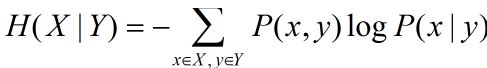 H(X | Y) = − ∑ P(x, y) log P(x | y)
x∈X, y∈Y